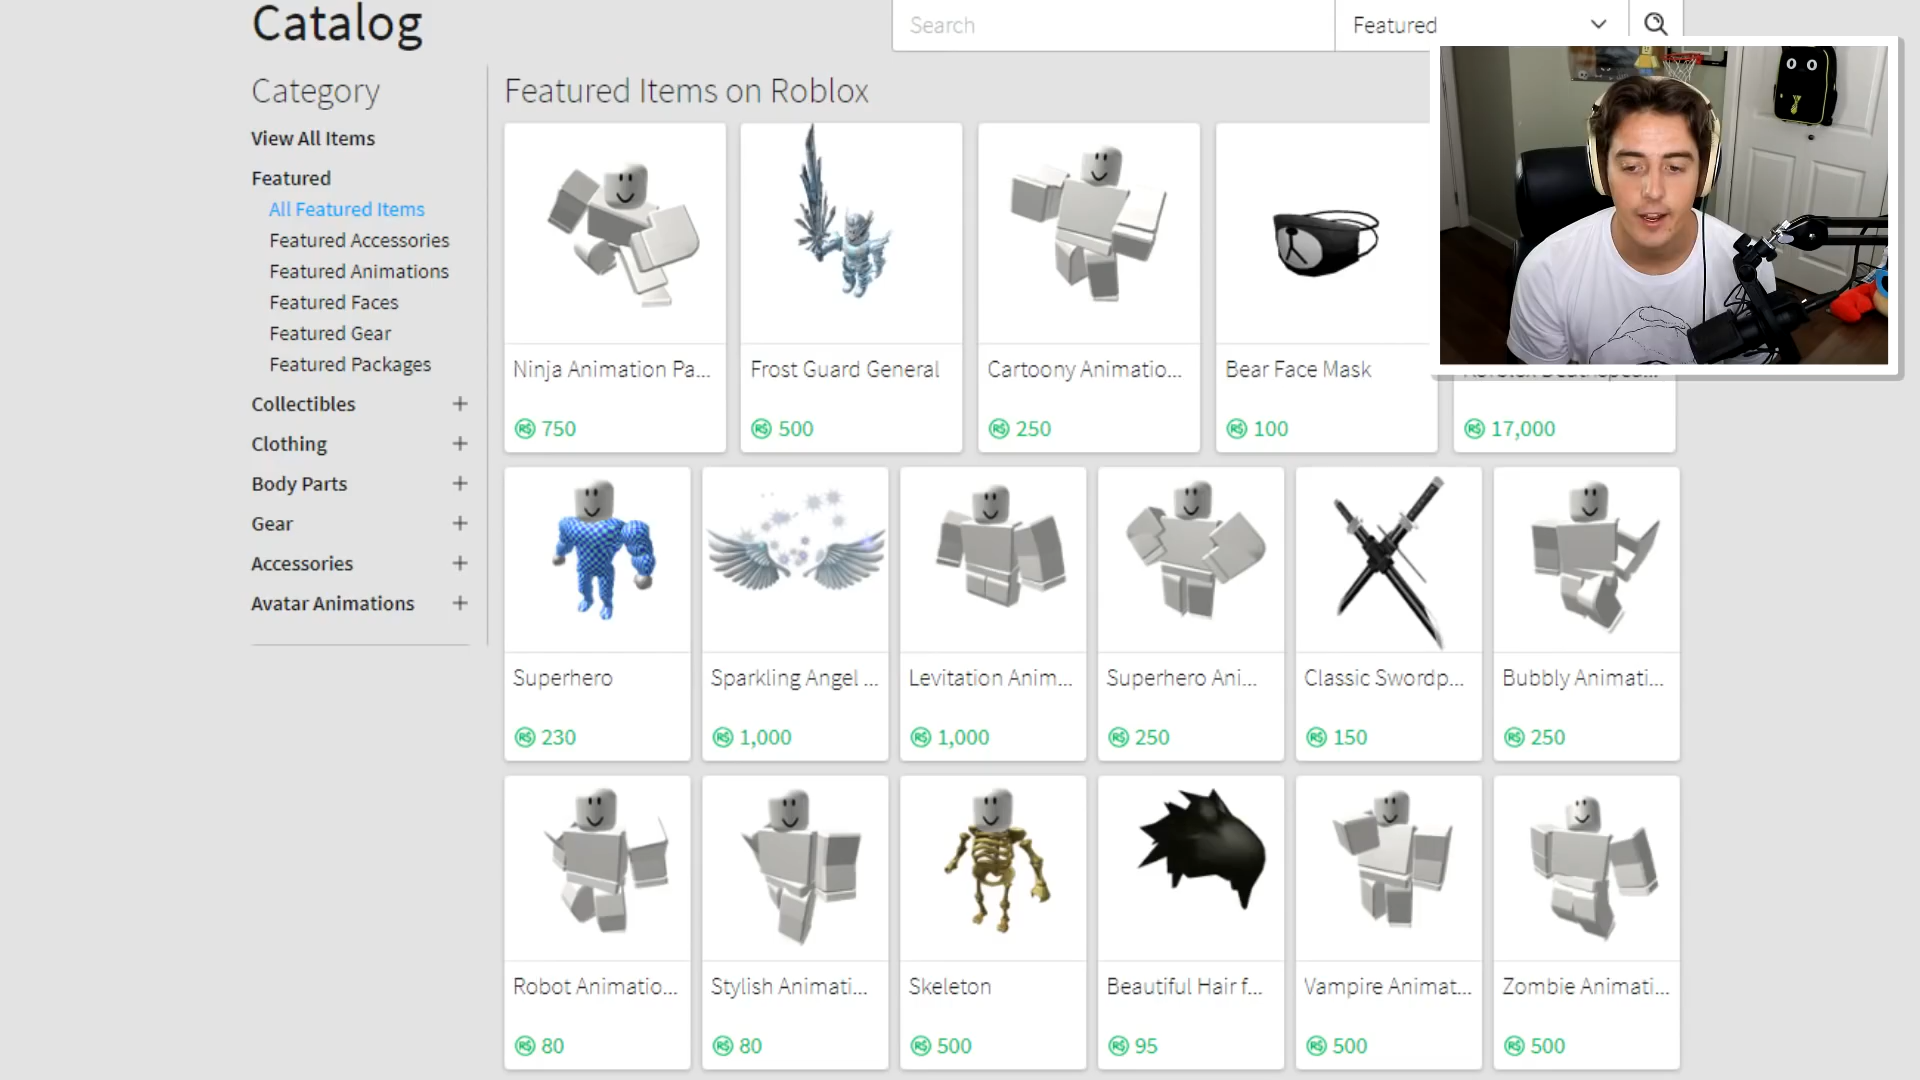 Catalog
Search
Featured
Category
View All Items
Featured
All Featured Items
Featured Accessories
Featured Animations
Featured Faces
Featured Gear
Featured Packages
Collectibles +
Clothing +
Body Parts +
Gear +
Accessories +
Avatar Animations +
Featured Items on Roblox
Ninja Animation Pa...
R$ 750
Frost Guard General
R$ 500
Cartoony Animatio...
R$ 250
Bear Face Mask
R$ 100
R$ 17,000
Superhero
R$ 230
Sparkling Angel ...
R$ 1,000
Levitation Anim...
R$ 1,000
Superhero Ani...
R$ 250
Classic Swordp...
R$ 150
Bubbly Animati...
R$ 250
Robot Animatio...
R$ 80
Stylish Animati...
R$ 80
Skeleton
R$ 500
Beautiful Hair f...
R$ 95
Vampire Animat...
R$ 500
Zombie Animati...
R$ 500